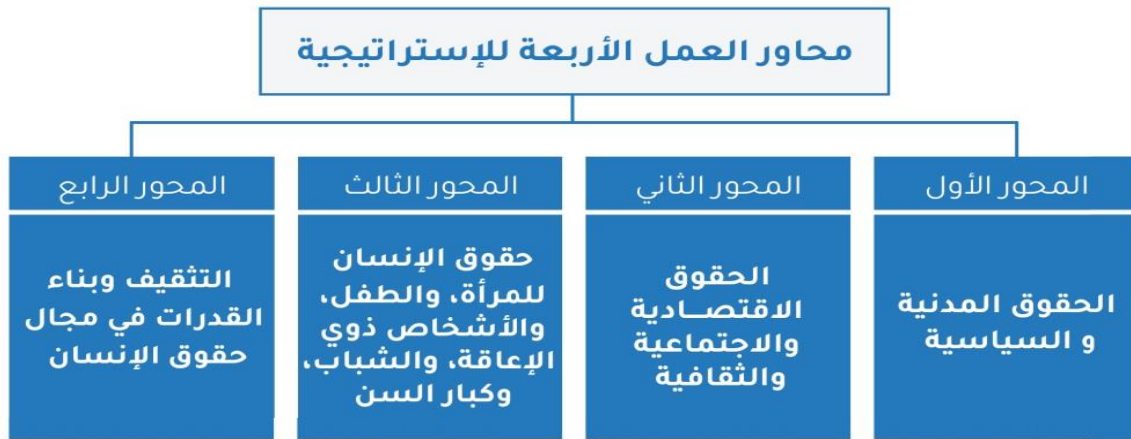 محاور العمل الأربعة للإستراتيجية
المحور الأول
الحقوق المدنية
و السياسية
المحور الثاني
الحقوق
الاقتصـــادية
والاجتماعية
والثقافية
المحور الثالث
حقوق الإنسان
للمرأة، والطفل،
والأشخاص ذوي
الإعاقة، والشباب،
وكبار السن
المحور الرابع
التثقيف وبناء
القدرات في مجال
حقوق الإنسان